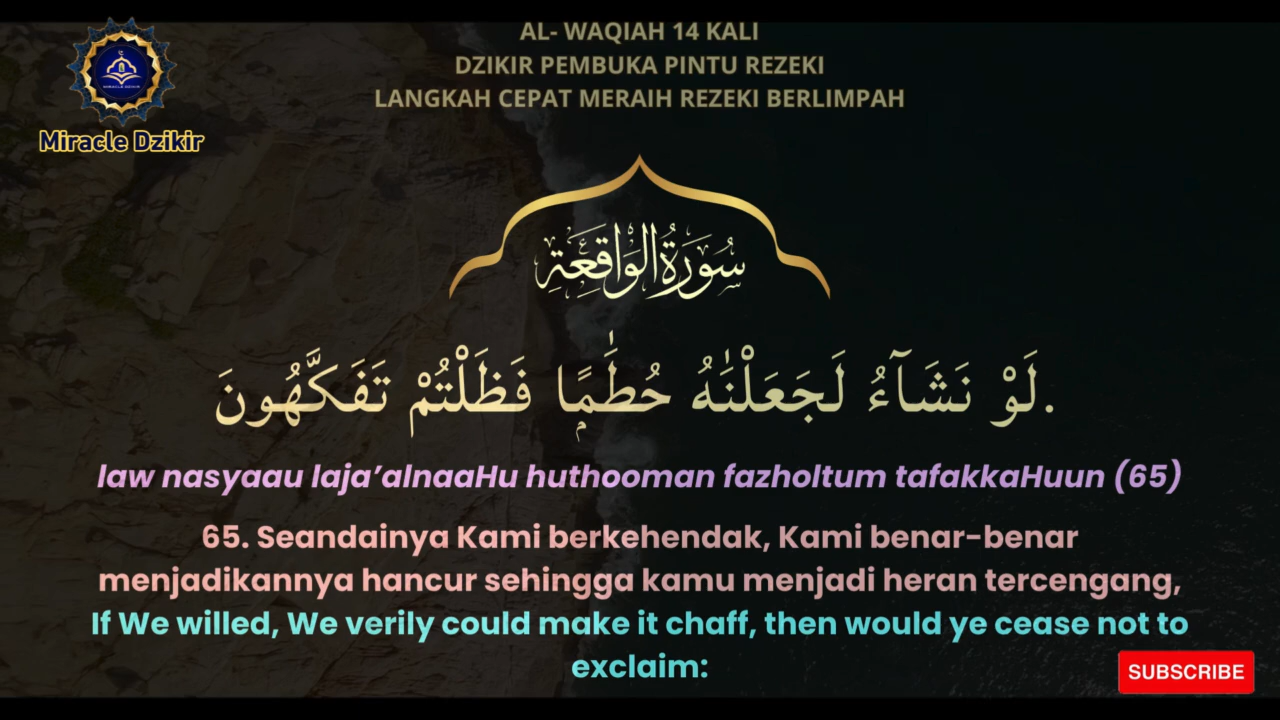 AL- WAQIAH 14 KALI
DZIKIR PEMBUKA PINTU REZEKI
LANGKAH CEPAT MERAIH REZEKI BERLIMPAH
MIRACLE DZIKIR
Miracle Dzikir
سُورَةُ الْوَاقِعَةِ
لَوْ نَشَآءُ لَجَعَلْنَٰهُ حُطَٰمًۭا فَظَلْتُمْ تَفَكَّهُونَ.
law nasyaau laja’alnaaHu huthooman fazholtum tafakkaHuun (65)
65. Seandainya Kami berkehendak, Kami benar-benar
menjadikannya hancur sehingga kamu menjadi heran tercengang,
If We willed, We verily could make it chaff, then would ye cease not to
exclaim:
SUBSCRIBE